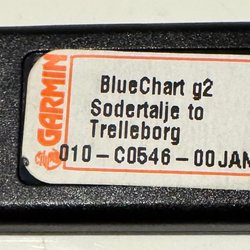 GARMIN
BlueChart g2
Sodertalje to
Trelleborg
010-C0546-00JAN